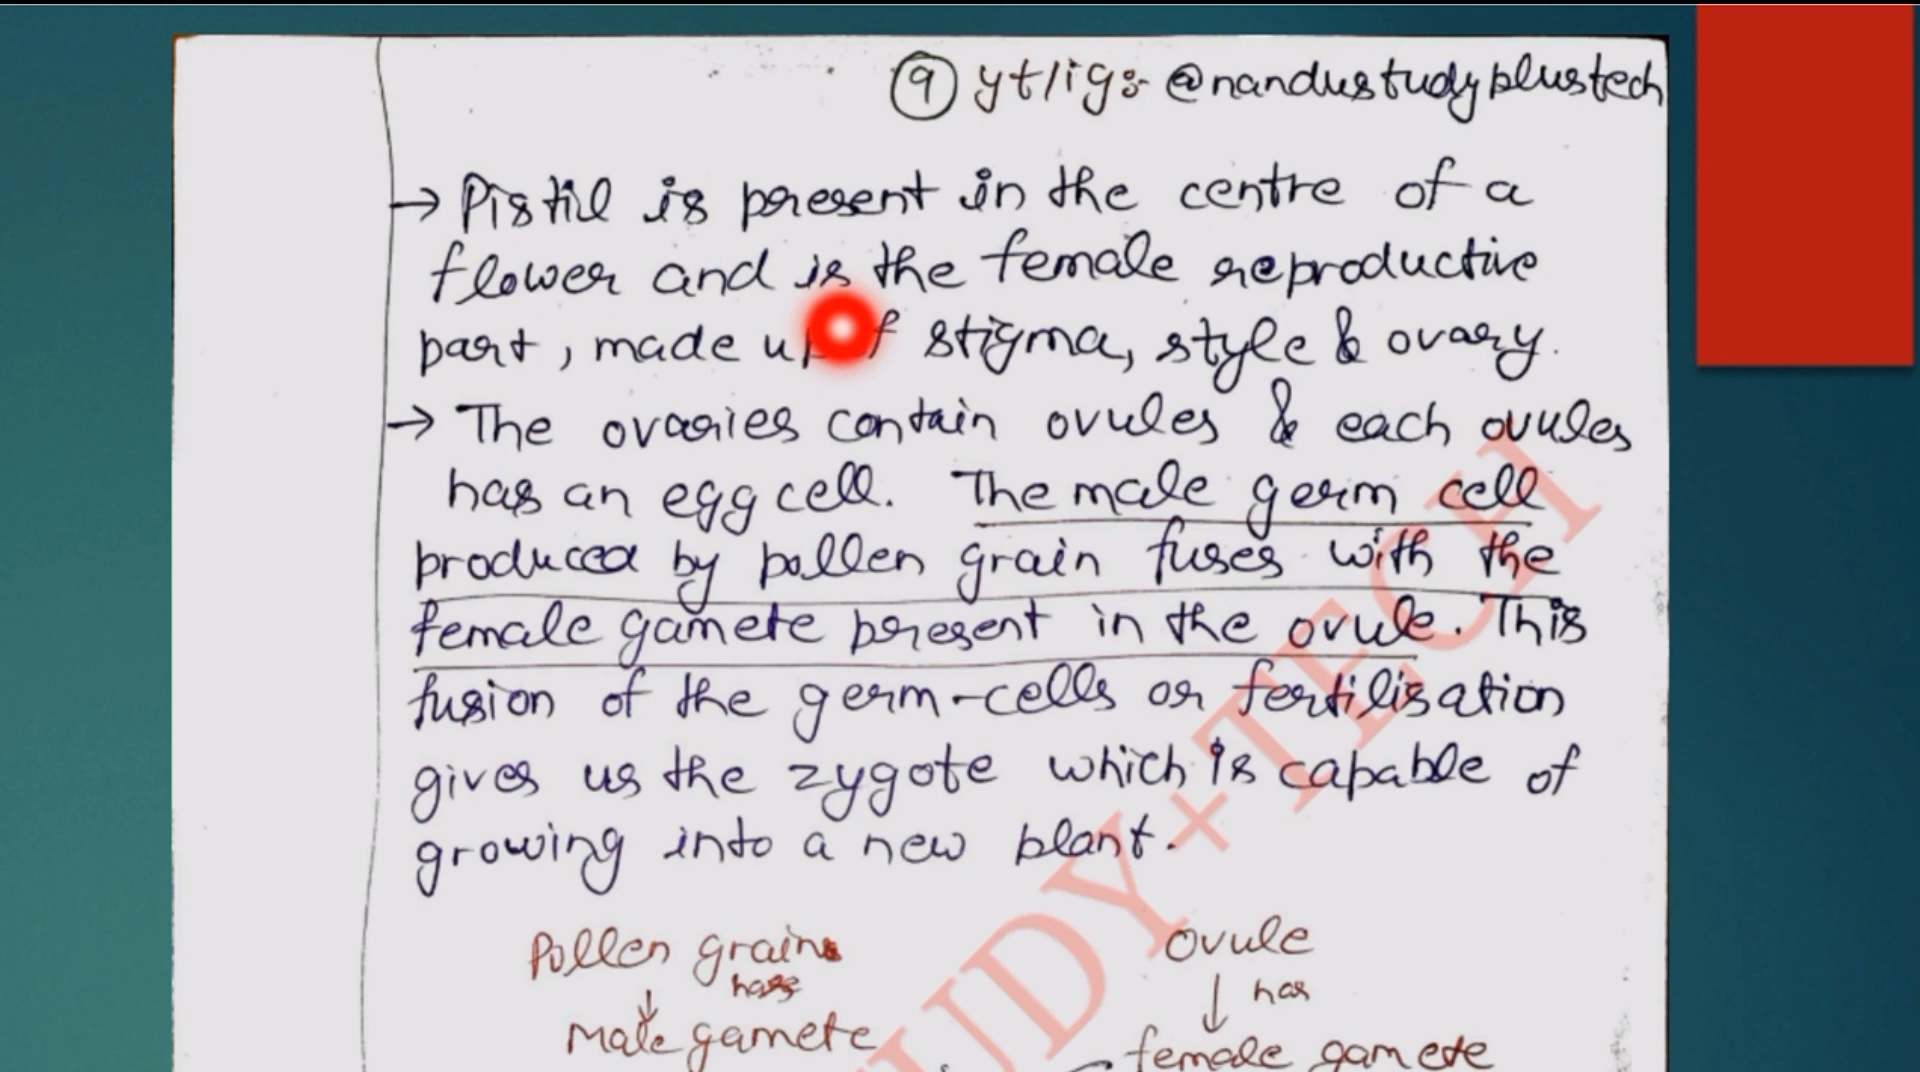 9 yt/ig:- @nandustudyplustech
→ Pistil is present in the centre of a
flower and is the female reproductive
part, made up of stigma, style & ovary.
→ The ovaries contain ovules & each ovules
has an egg cell. The male germ cell
produced by pollen grain fuses with the
female gamete present in the ovule. This
fusion of the germ-cells or fertilisation
gives us the zygote which is capable of
growing into a new plant.
Pollen grains Ovule
has has
Male gamete female gamete
UDY+TECH